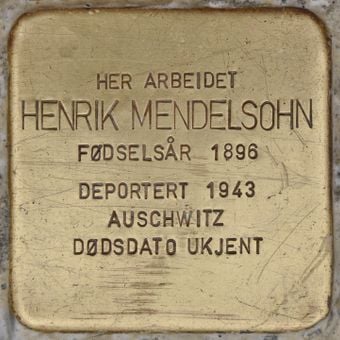 HER ARBEIDET
HENRIK MENDELSOHN
FØDSELSÅR 1896
DEPORTERT 1943
AUSCHWITZ
DØDSDATO UKJENT